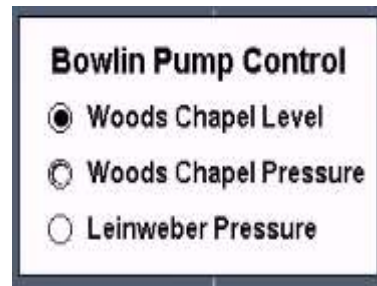 Bowlin Pump Control
Woods Chapel Level
Woods Chapel Pressure
Leinweber Pressure